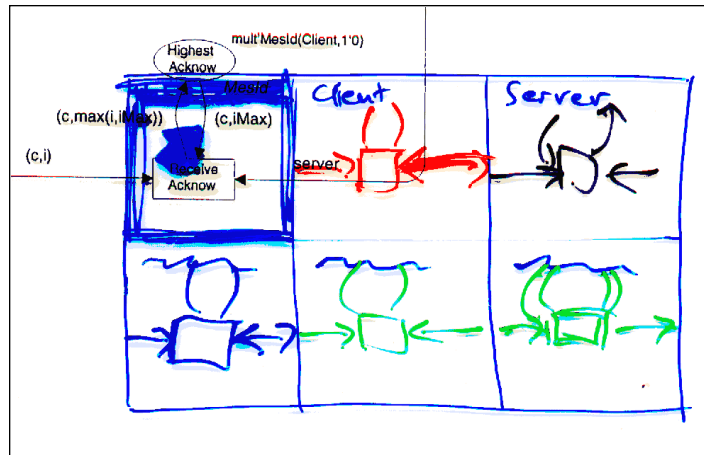 mult'MesId(Client,1'0)
Highest
Acknow
MesId
Client
Server
(c,max(i,iMax))
(c,iMax)
(c,i)
server
Receive
Acknow